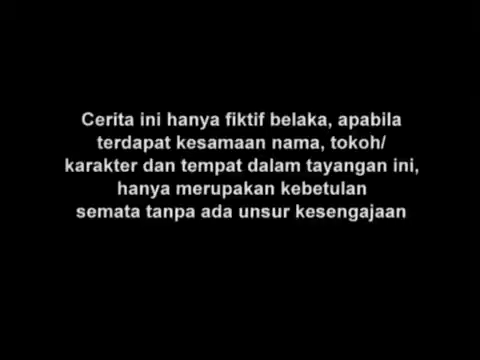 Cerita ini hanya fiktif belaka, apabila
terdapat kesamaan nama, tokoh/
karakter dan tempat dalam tayangan ini,
hanya merupakan kebetulan
semata tanpa ada unsur kesengajaan